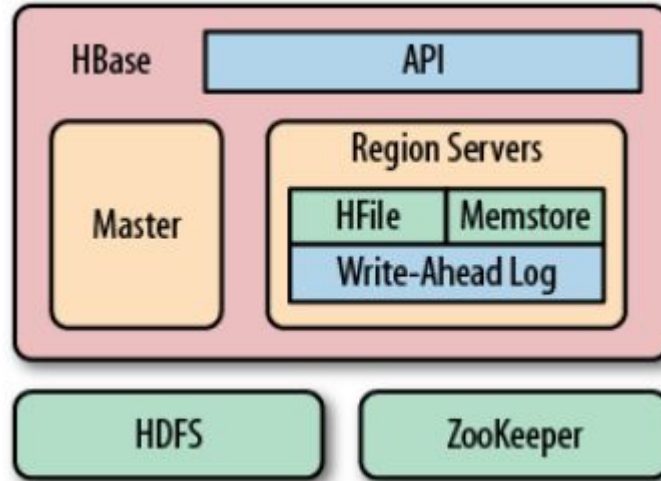 HBase
API
Master
Region Servers
HFile
Memstore
Write-Ahead Log
HDFS
ZooKeeper